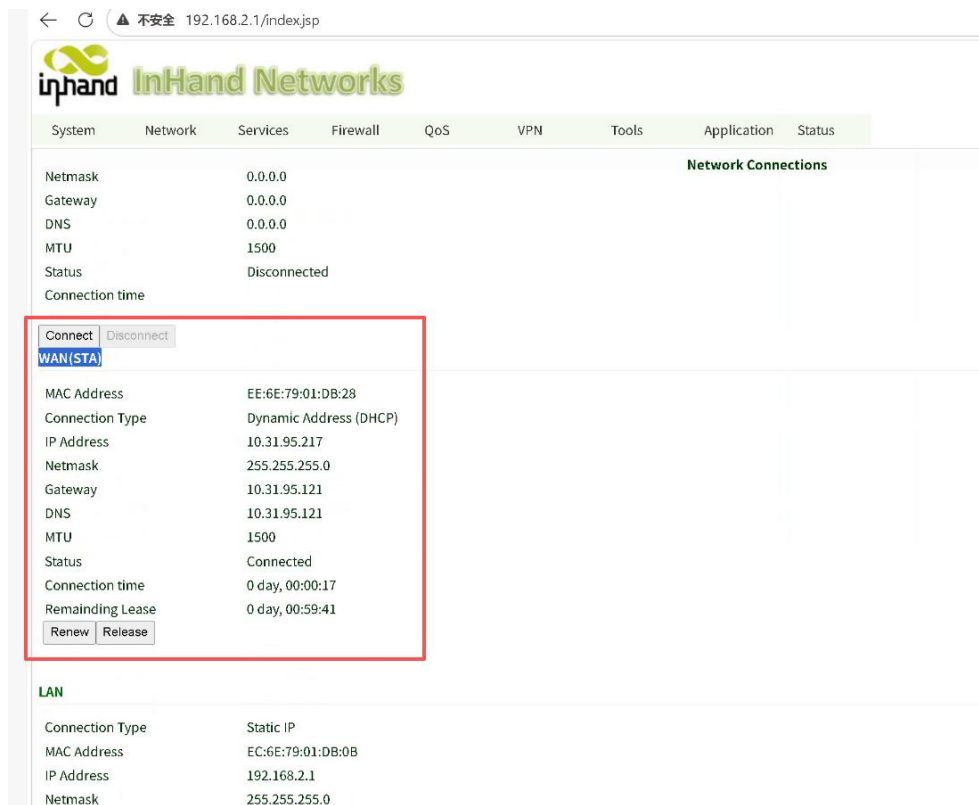 不安全 192.168.2.1/index.jsp
inhand InHand Networks
System Network Services Firewall QoS VPN Tools Application Status
Network Connections
Netmask 0.0.0.0
Gateway 0.0.0.0
DNS 0.0.0.0
MTU 1500
Status Disconnected
Connection time
Connect Disconnect
WAN(STA)
MAC Address EE:6E:79:01:DB:28
Connection Type Dynamic Address (DHCP)
IP Address 10.31.95.217
Netmask 255.255.255.0
Gateway 10.31.95.121
DNS 10.31.95.121
MTU 1500
Status Connected
Connection time 0 day, 00:00:17
Remainding Lease 0 day, 00:59:41
Renew Release
LAN
Connection Type Static IP
MAC Address EC:6E:79:01:DB:0B
IP Address 192.168.2.1
Netmask 255.255.255.0